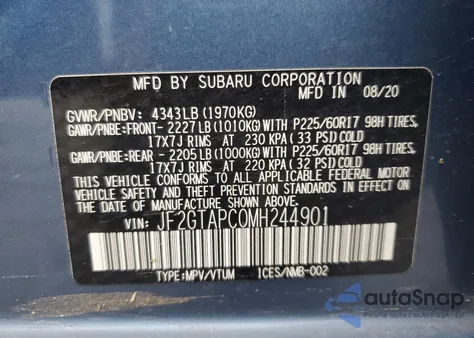 MFD BY SUBARU CORPORATION IN 08/20
GVWR/PNBV: 4343LB (1970KG)
GAWR/PNBE:FRONT- 2227LB (1010KG) WITH P225/60R17 98H TIRES,
17X7J RIMS AT 230 KPA (33 PSI) COLD
GAWR/PNBE:REAR - 2205LB (1000KG) WITH P225/60R17 98H TIRES,
17X7J RIMS AT 220 KPA (32 PSI) COLD
THIS VEHICLE CONFORMS TO ALL APPLICABLE FEDERAL MOTOR VEHICLE
SAFETY, BUMPER, AND THEFT PREVENTION STANDARDS IN EFFECT ON THE
DATE OF MANUFACTURE SHOWN ABOVE.
VIN: JF2GTAPC0MH244901
TYPE:MPV/VTUM ICES/NMB-002
autoSnap